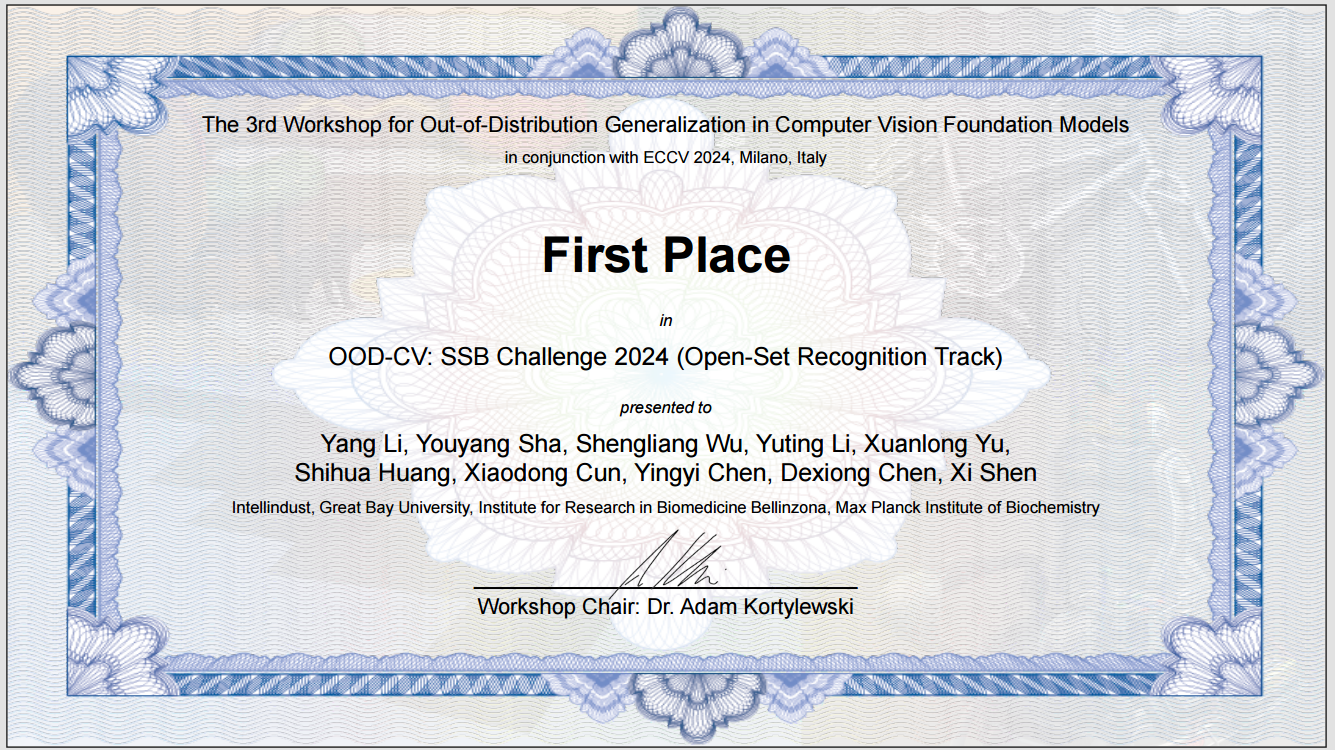 The 3rd Workshop for Out-of-Distribution Generalization in Computer Vision Foundation Models
in conjunction with ECCV 2024, Milano, Italy
First Place
in
OOD-CV: SSB Challenge 2024 (Open-Set Recognition Track)
presented to
Yang Li, Youyang Sha, Shengliang Wu, Yuting Li, Xuanlong Yu,
Shihua Huang, Xiaodong Cun, Yingyi Chen, Dexiong Chen, Xi Shen
Intellindust, Great Bay University, Institute for Research in Biomedicine Bellinzona, Max Planck Institute of Biochemistry
Workshop Chair: Dr. Adam Kortylewski